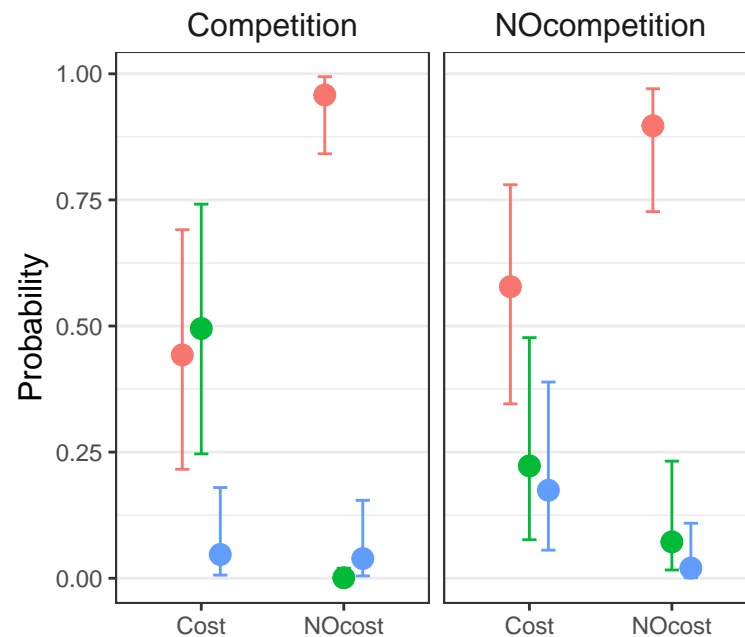 Competition
NOcompetition
Probability
1.00
0.75
0.50
0.25
0.00
Cost
NOcost
Cost
NOcost